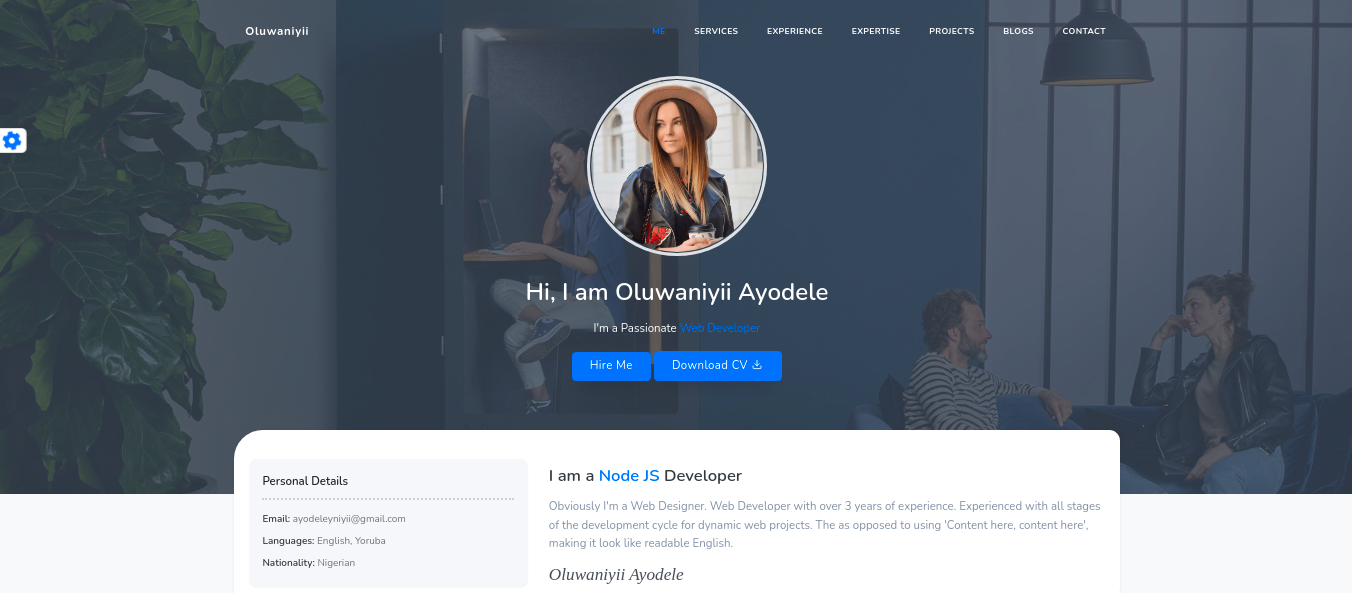 Oluwaniyii
ME SERVICES EXPERIENCE EXPERTISE PROJECTS BLOGS CONTACT
Hi, I am Oluwaniyii Ayodele
I'm a Passionate Web Developer
Hire Me Download CV
Personal Details
Email: ayodeleyniyii@gmail.com
Languages: English, Yoruba
Nationality: Nigerian
I am a Node JS Developer
Obviously I'm a Web Designer. Web Developer with over 3 years of experience. Experienced with all stages
of the development cycle for dynamic web projects. The as opposed to using 'Content here, content here',
making it look like readable English.
Oluwaniyii Ayodele